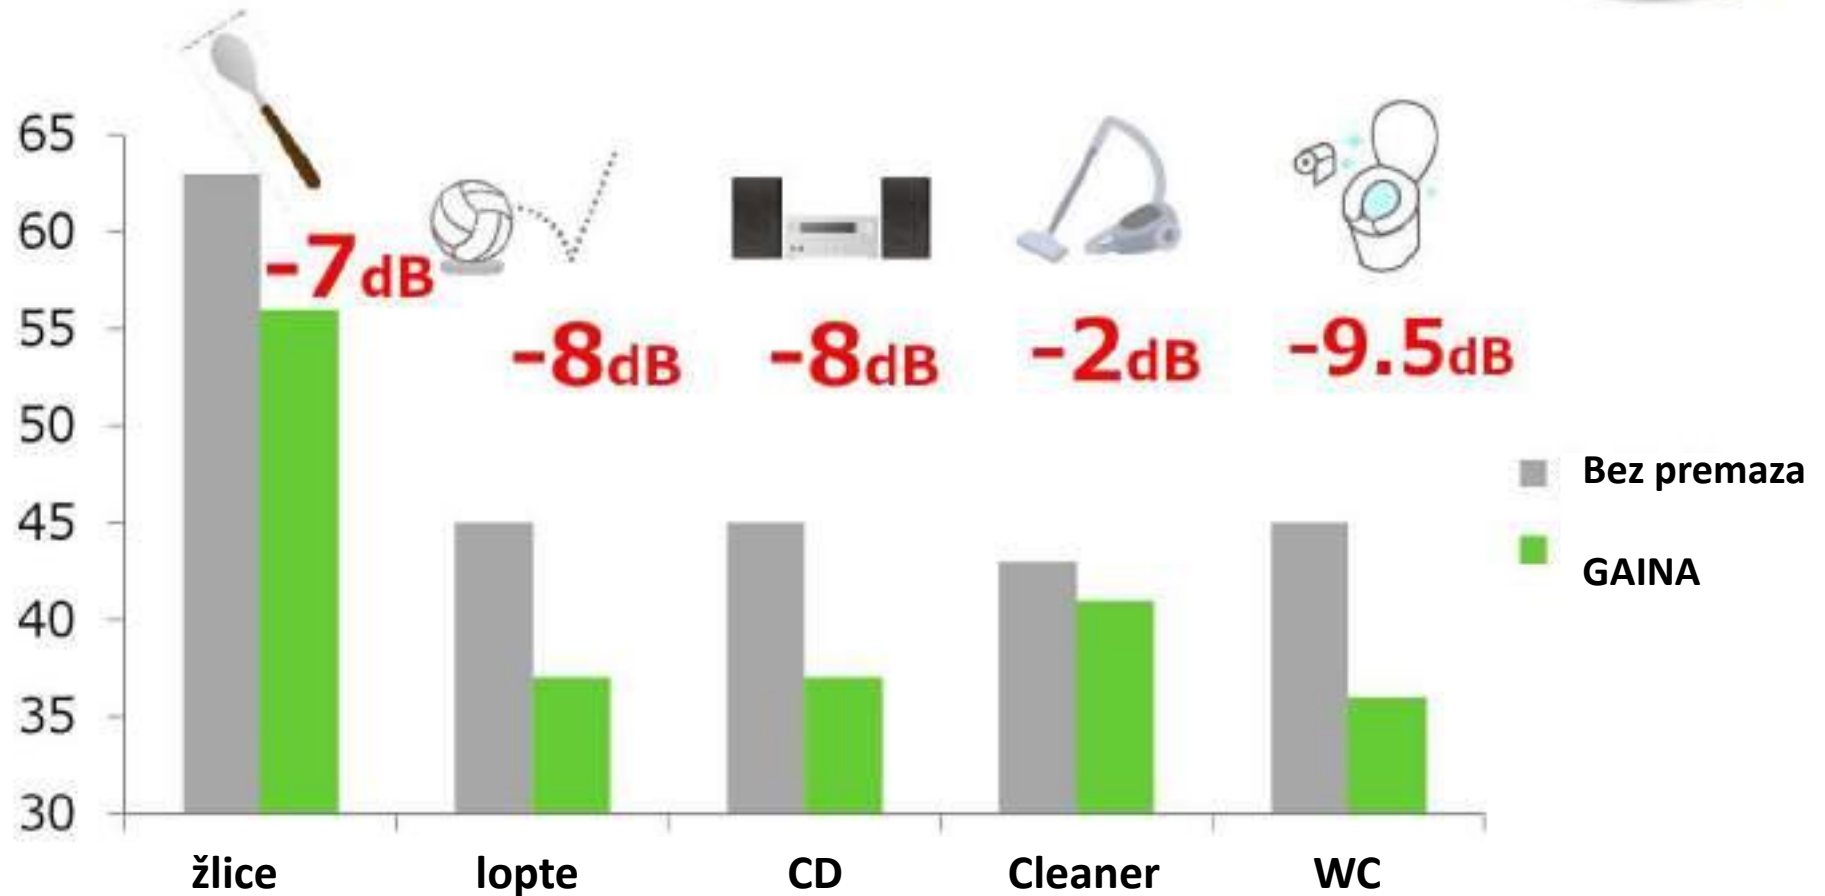 65
60
55
50
45
40
35
30
-7dB
-8dB
-8dB
-2dB
-9.5dB
Bez premaza
GAINA
žlice
lopte
CD
Cleaner
WC